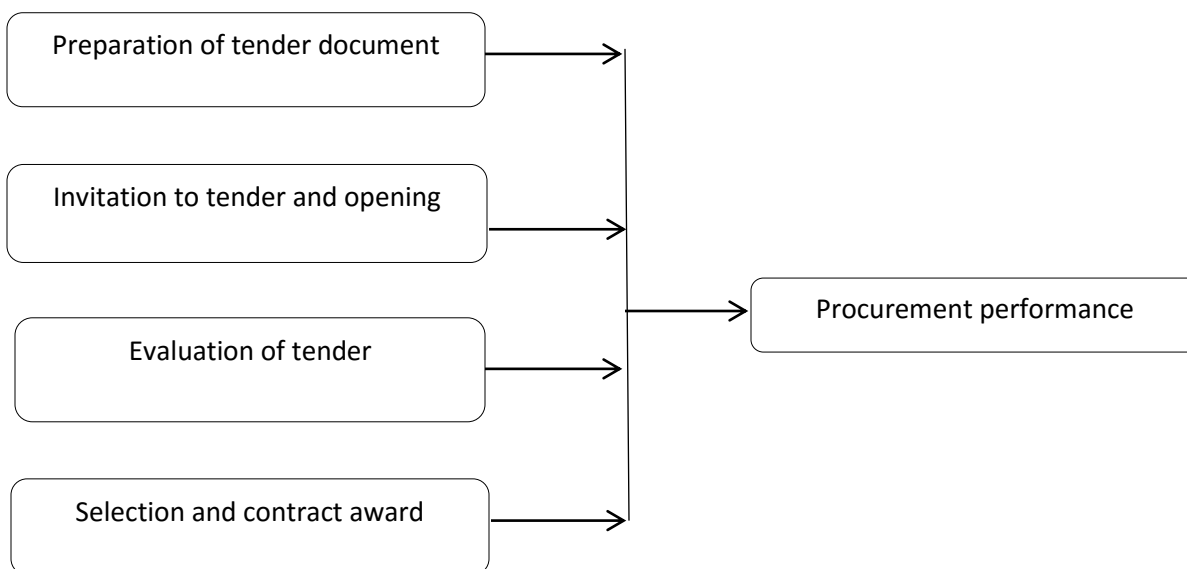 Preparation of tender document
Invitation to tender and opening
Evaluation of tender
Selection and contract award
Procurement performance